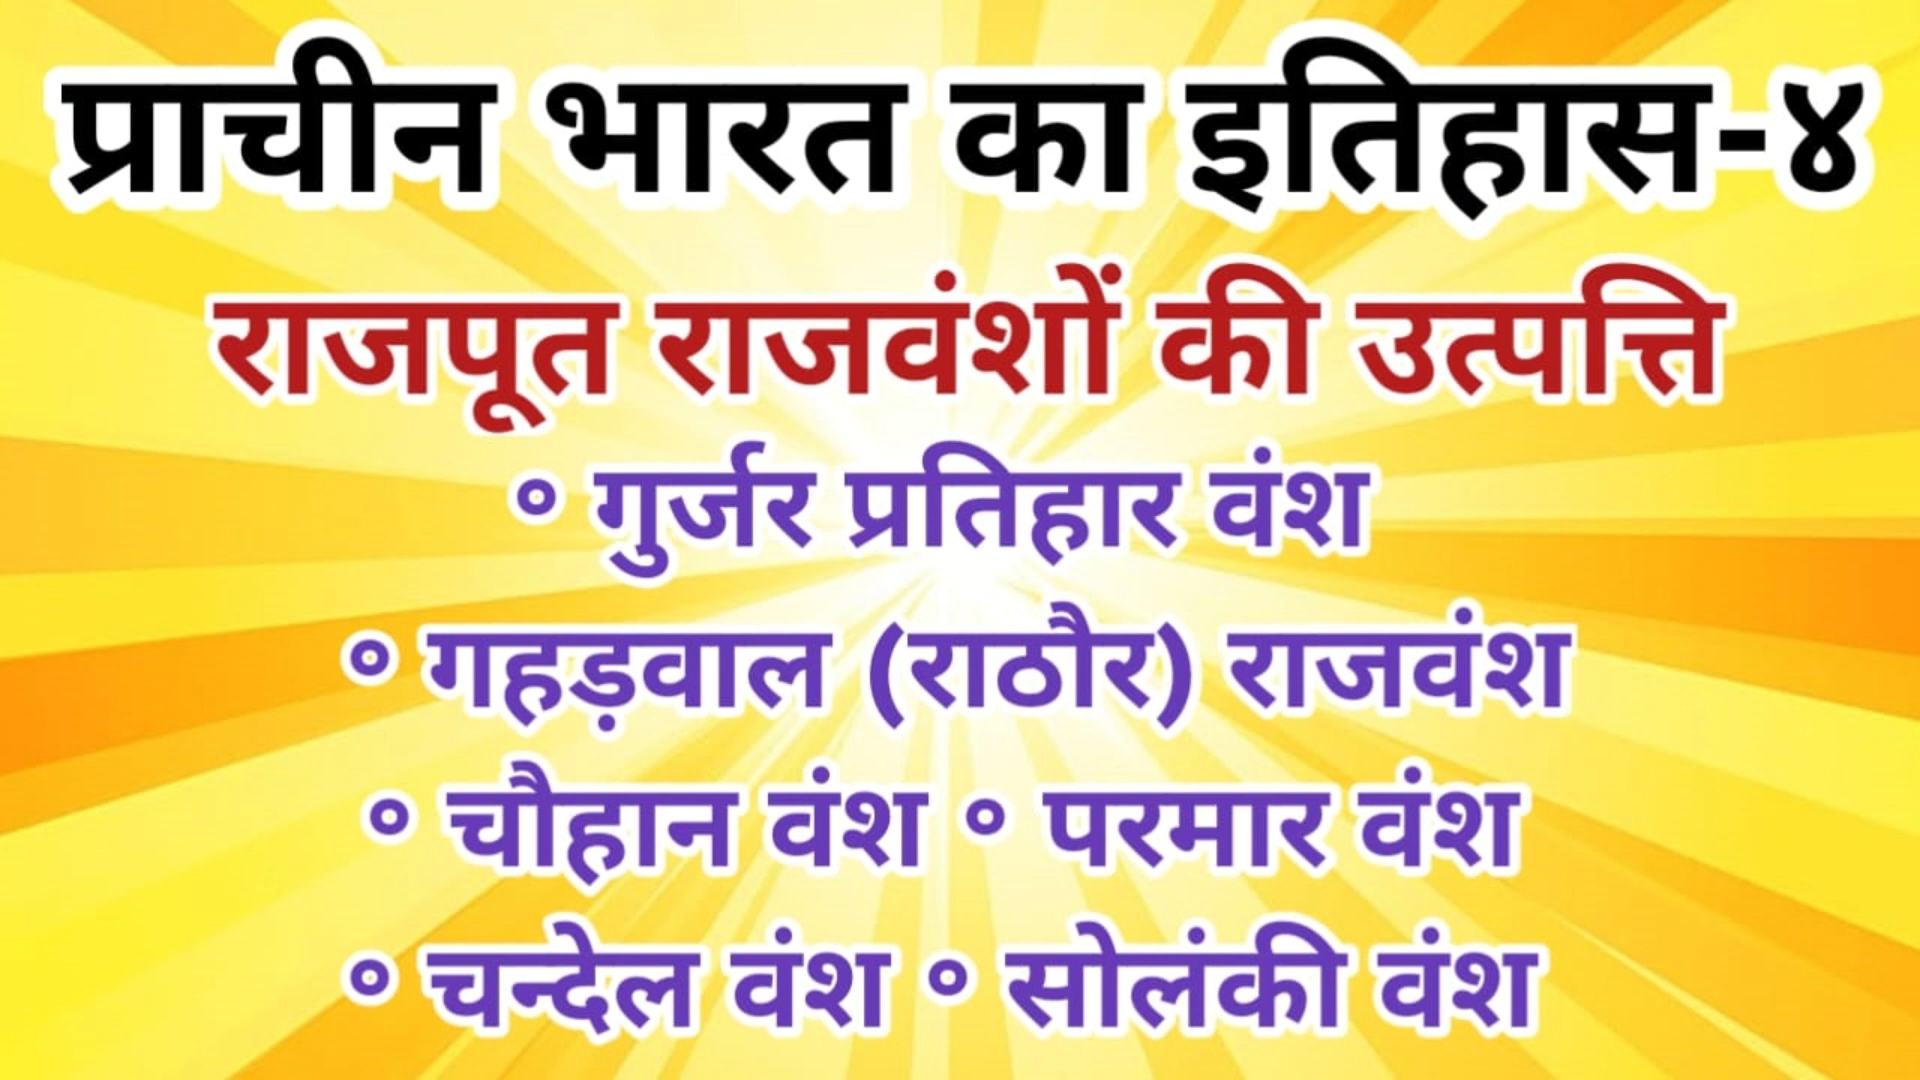 प्राचीन भारत का इतिहास-४
राजपूत राजवंशों की उत्पत्ति
° गुर्जर प्रतिहार वंश
° गहड़वाल (राठौर) राजवंश
° चौहान वंश ° परमार वंश
° चन्देल वंश ° सोलंकी वंश